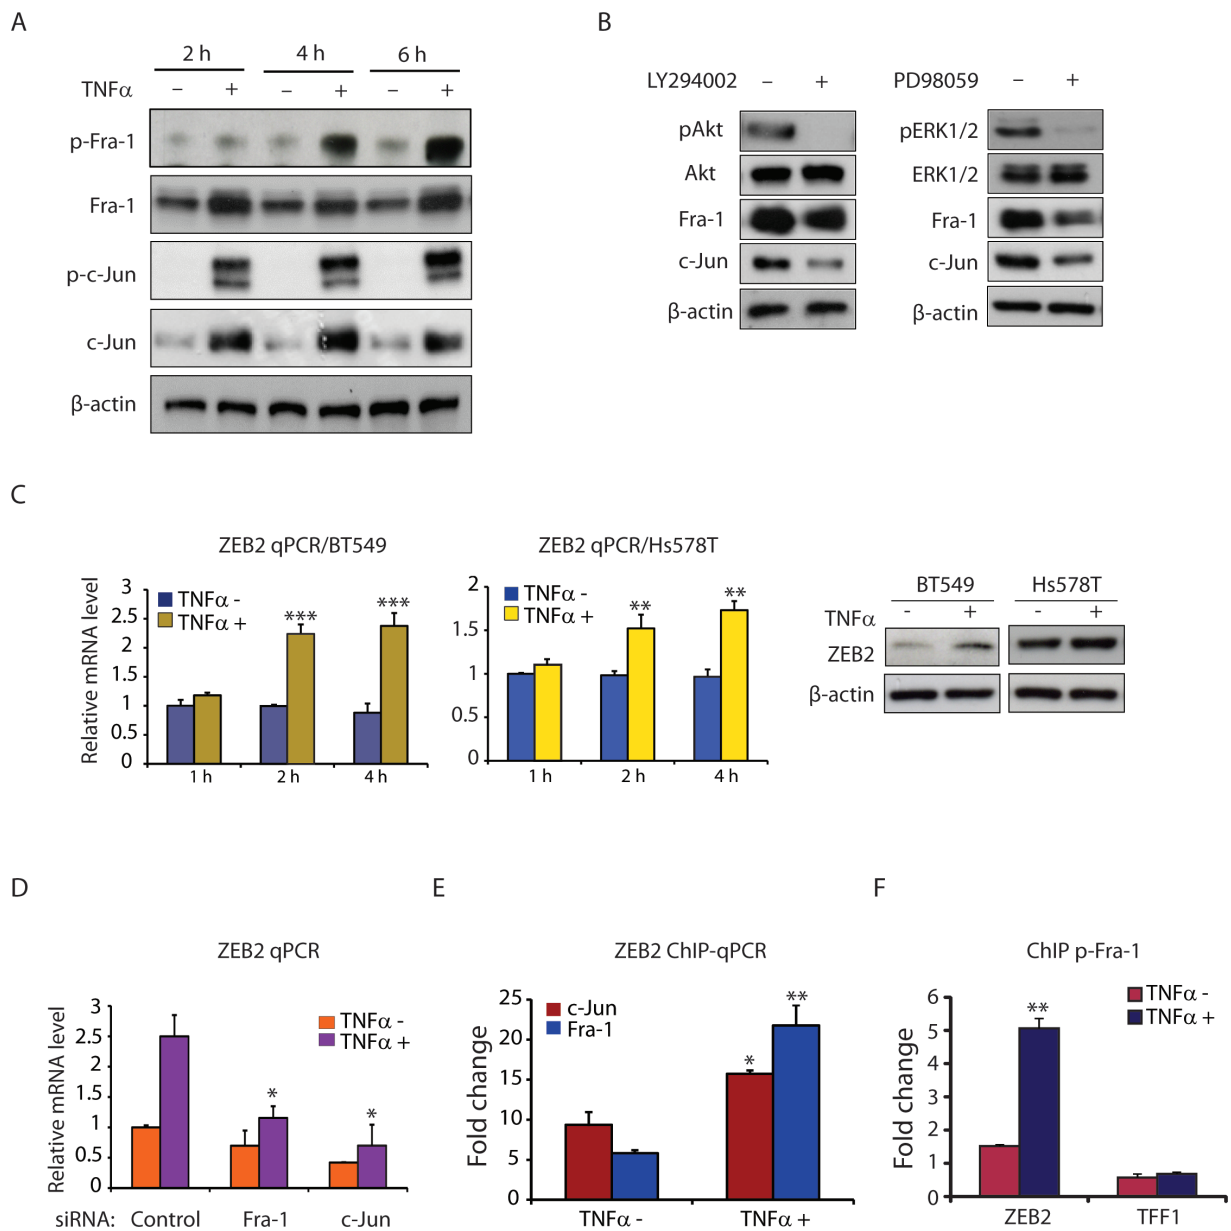 A
2 h 4 h 6 h
TNFα – + – + – +
p-Fra-1
Fra-1
p-c-Jun
c-Jun
β-actin
B
LY294002 – +
pAkt
Akt
Fra-1
c-Jun
β-actin
PD98059 – +
pERK1/2
ERK1/2
Fra-1
c-Jun
β-actin
C
ZEB2 qPCR/BT549
Relative mRNA level
3
2.5
2
1.5
1
0.5
0
TNFα -
TNFα +
*** ***
1 h 2 h 4 h
ZEB2 qPCR/Hs578T
2
1.5
1
0.5
0
TNFα -
TNFα +
** **
1 h 2 h 4 h
BT549 Hs578T
TNFα - + - +
ZEB2
β-actin
D
ZEB2 qPCR
Relative mRNA level
3
2.5
2
1.5
1
0.5
0
TNFα -
TNFα +
* *
siRNA: Control Fra-1 c-Jun
E
ZEB2 ChIP-qPCR
Fold change
25
20
15
10
5
0
c-Jun
Fra-1
* **
TNFα - TNFα +
F
ChIP p-Fra-1
Fold change
6
5
4
3
2
1
0
TNFα -
TNFα +
**
ZEB2 TFF1